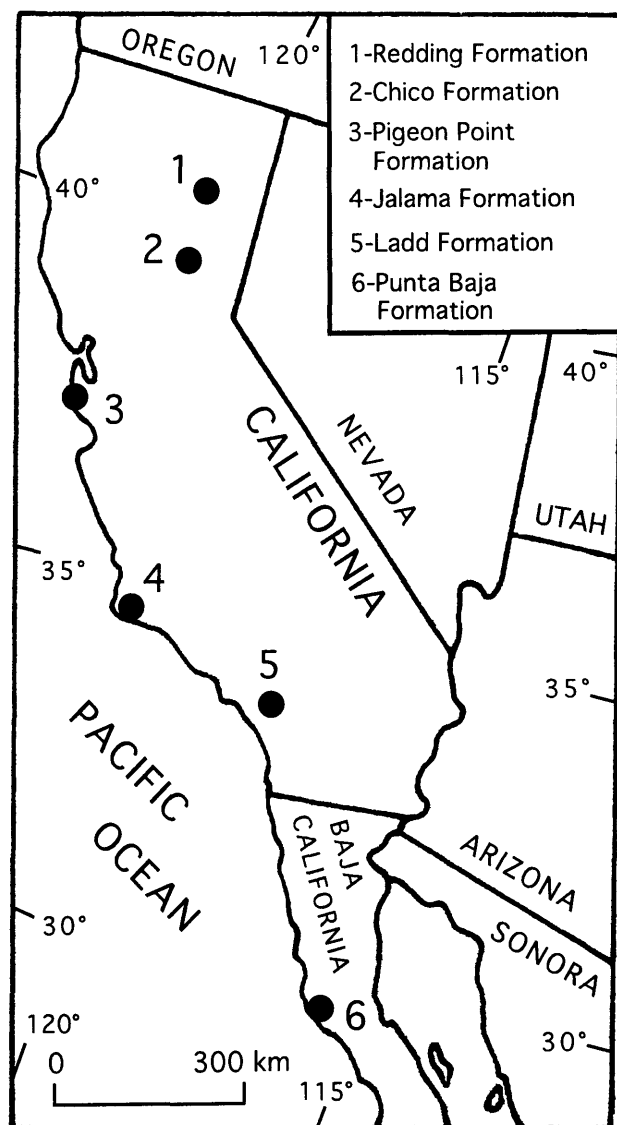 OREGON
120°
1-Redding Formation
2-Chico Formation
3-Pigeon Point
Formation
4-Jalama Formation
5-Ladd Formation
6-Punta Baja
Formation
1
40°
2
115°
40°
3
CALIFORNIA
NEVADA
UTAH
35°
4
5
35°
PACIFIC
OCEAN
BAJA
CALIFORNIA
ARIZONA
SONORA
30°
6
120°
0 300 km
30°
115°